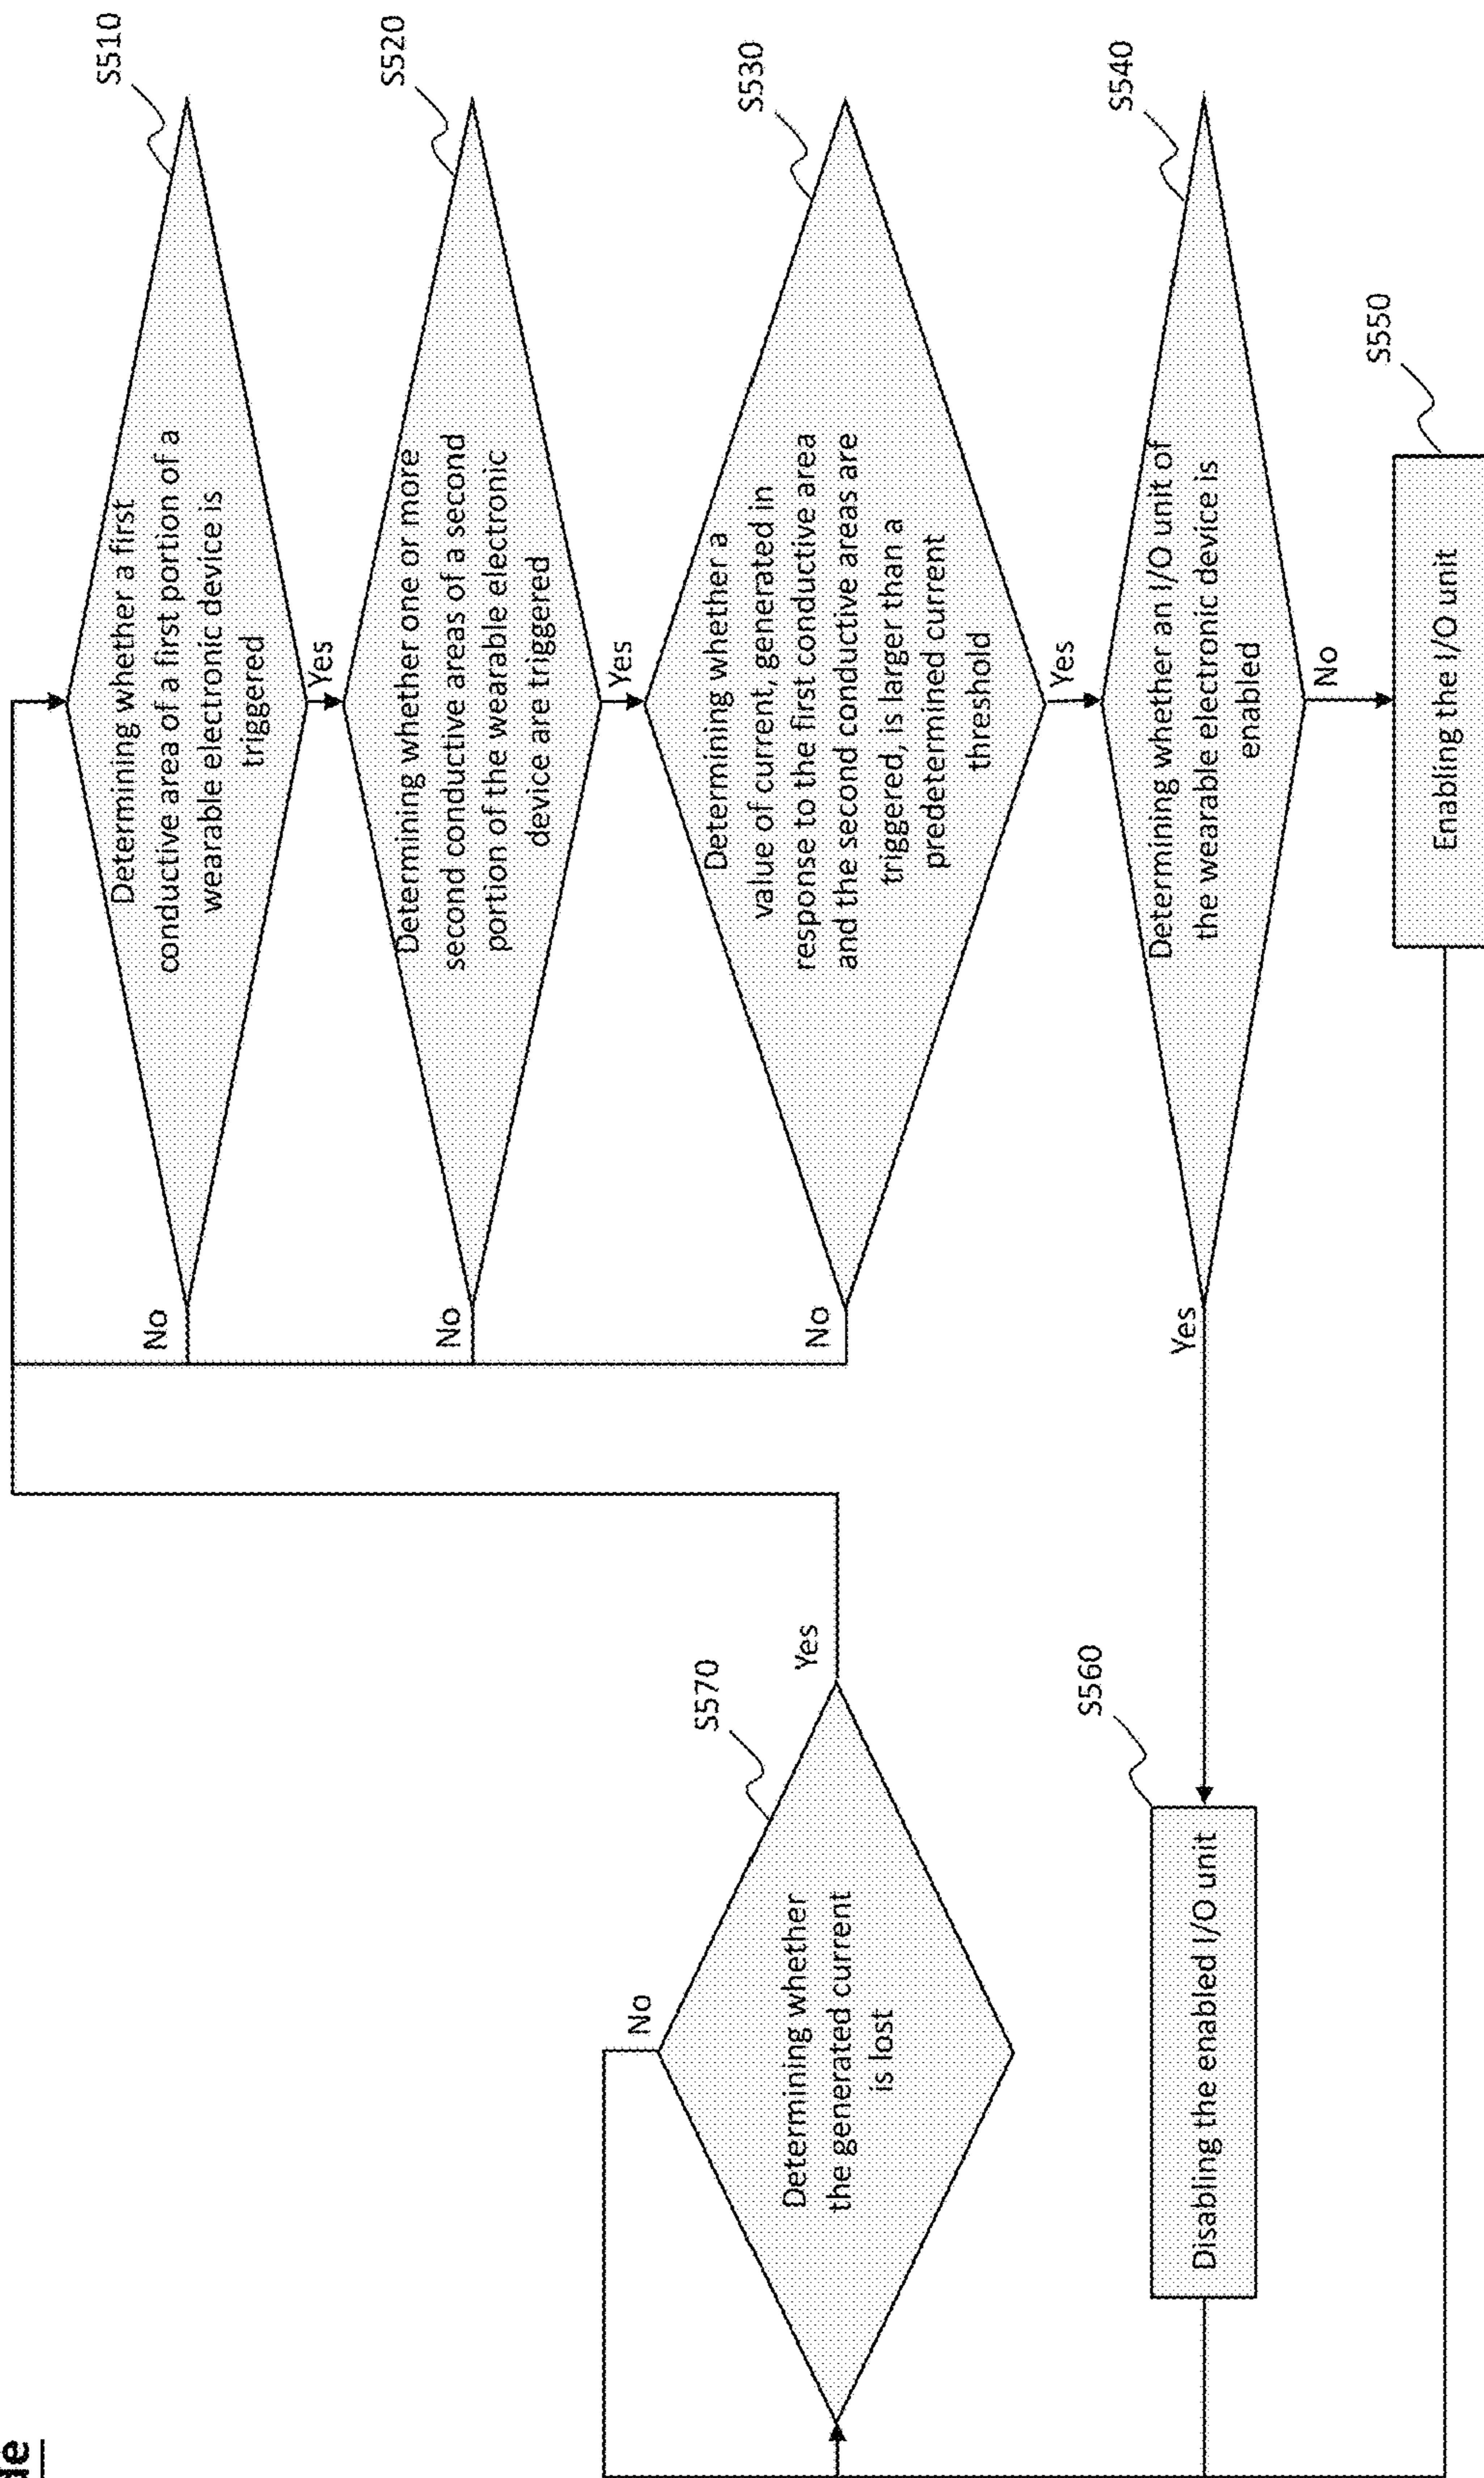 S510
Determining whether a first
conductive area of a first portion of a
wearable electronic device is
triggered
No
Yes
S520
Determining whether one or more
second conductive areas of a second
portion of the wearable electronic
device are triggered
No
Yes
S530
Determining whether a
value of current, generated in
response to the first conductive area
and the second conductive areas are
triggered, is larger than a
predetermined current
threshold
No
Yes
S540
Determining whether an I/O unit of
the wearable electronic device is
enabled
Yes
No
S550
Enabling the I/O unit
S560
Disabling the enabled I/O unit
S570
Determining whether
the generated current
is lost
No
Yes